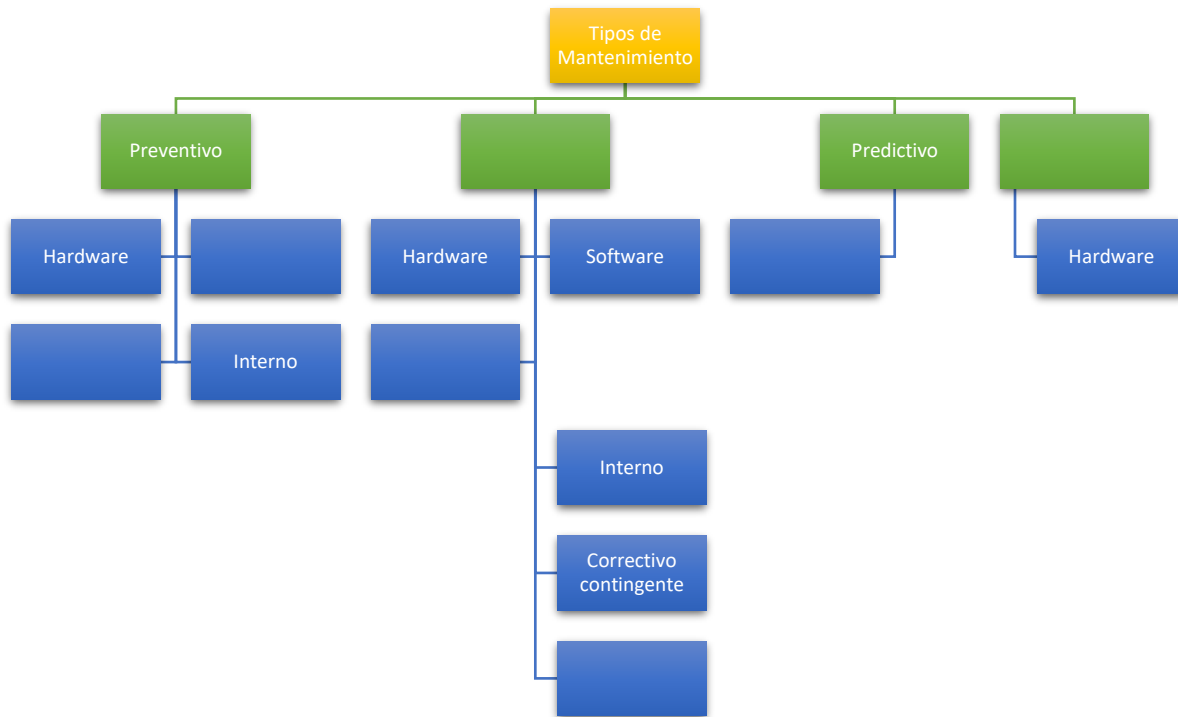 Tipos de
Mantenimiento
Preventivo
Predictivo
Hardware
Hardware
Software
Hardware
Interno
Interno
Correctivo
contingente